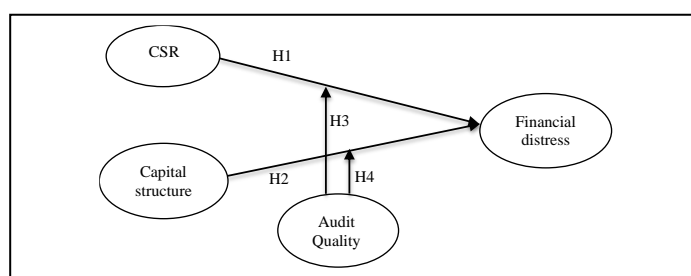 CSR
H1
H3
Financial
distress
Capital
structure
H2
H4
Audit
Quality